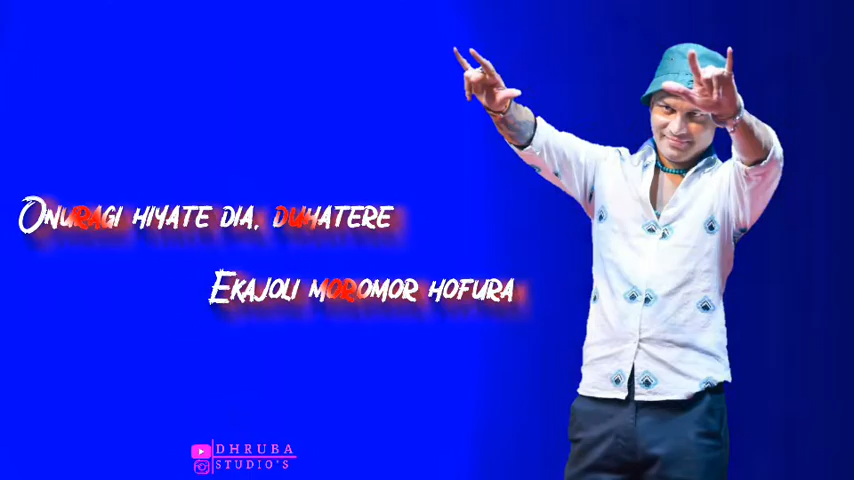 Onuragi hiyate dia, duhatere
Ekajoli moromor hofura
DHRUBA
STUDIO'S